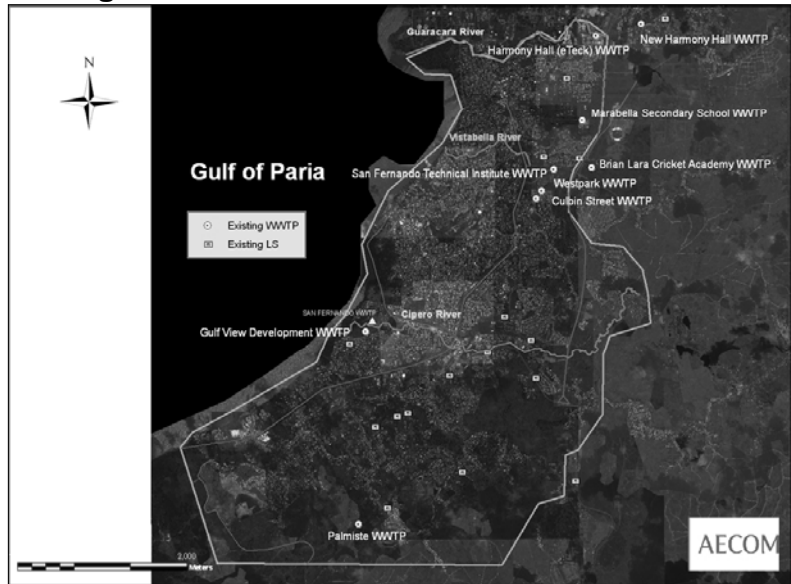 N
Guaracara River
Harmony Hall (eTeck) WWTP
New Harmony Hall WWTP
Marabella Secondary School WWTP
Vistabella River
Gulf of Paria
San Fernando Technical Institute WWTP
Brian Lara Cricket Academy WWTP
Westpark WWTP
Culbin Street WWTP
Existing WWTP
Existing LS
SAN FERNANDO WWTP
Cipero River
Gulf View Development WWTP
Palmiste WWTP
2,000
Meters
AECOM